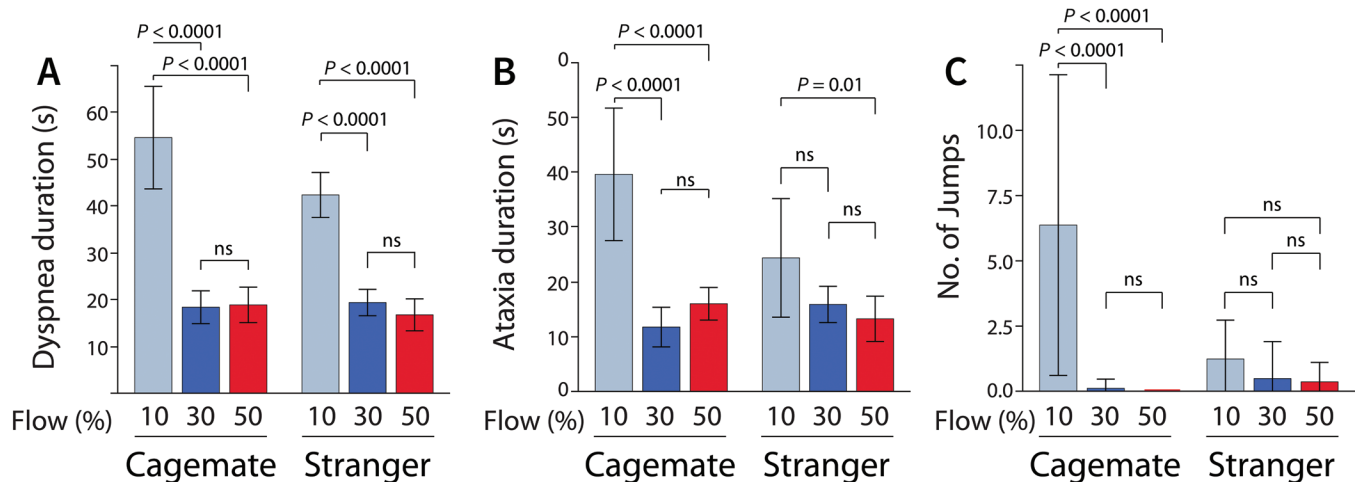 A
Dyspnea duration (s)
60
50
40
30
20
10
P < 0.0001
P < 0.0001
P < 0.0001
P < 0.0001
ns
ns
Flow (%) 10 30 50 10 30 50
Cagemate Stranger
B
Ataxia duration (s)
0
50
40
30
20
10
0
P < 0.0001
P < 0.0001
P = 0.01
ns
ns
ns
Flow (%) 10 30 50 10 30 50
Cagemate Stranger
C
No. of Jumps
10.0
7.5
5.0
2.5
0.0
P < 0.0001
P < 0.0001
ns
ns
ns
ns
Flow (%) 10 30 50 10 30 50
Cagemate Stranger